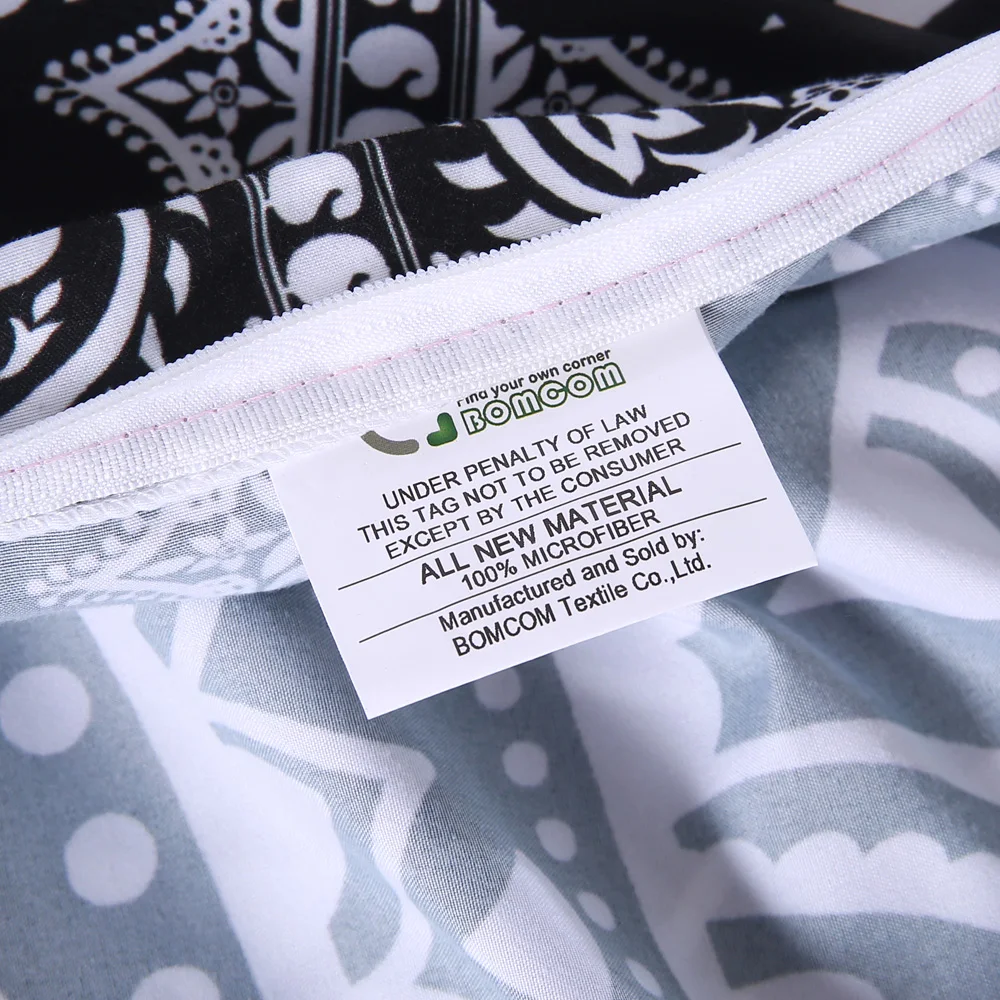 Find your own corner
BOMCOM
UNDER PENALTY OF LAW
THIS TAG NOT TO BE REMOVED
EXCEPT BY THE CONSUMER
ALL NEW MATERIAL
100% MICROFIBER
Manufactured and Sold by:
BOMCOM Textile Co.,Ltd.